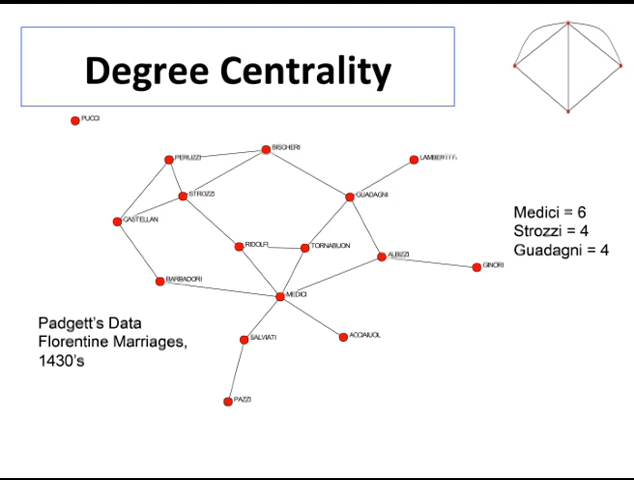 Degree Centrality
PUCCI
BISCHERI
PERUZZI
STROZZI
GUADAGNI
CASTELLAN
RIDOLFI
TORNABUON
ALBIZZI
GINORI
BARBADORI
MEDICI
SALVIATI
ACCIAIUOL
PAZZI
Medici = 6
Strozzi = 4
Guadagni = 4
Padgett's Data
Florentine Marriages,
1430's